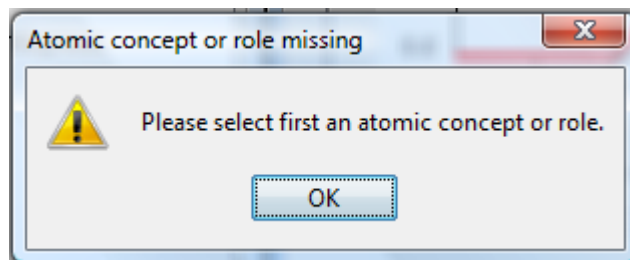 Atomic concept or role missing
Please select first an atomic concept or role.
OK